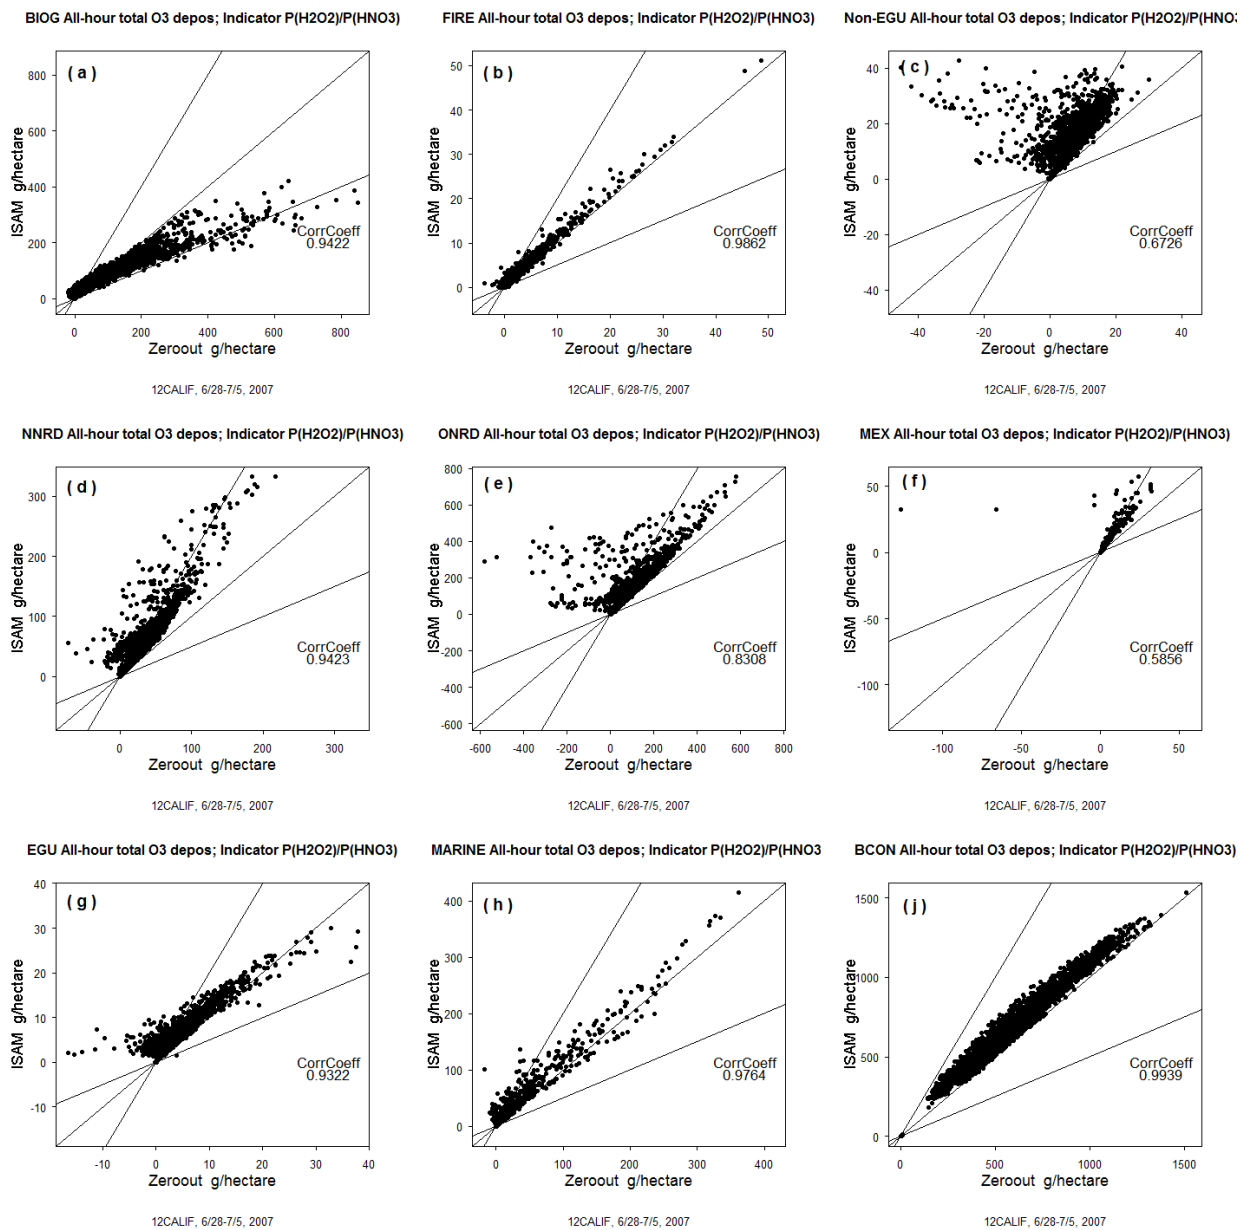 BIOG All-hour total O3 depos; Indicator P(H2O2)/P(HNO3)
( a )
800
600
400
200
0
ISAM g/hectare
CorrCoeff
0.9422
0 200 400 600 800
Zeroout g/hectare
12CALIF, 6/28-7/5, 2007
FIRE All-hour total O3 depos; Indicator P(H2O2)/P(HNO3)
( b )
50
40
30
20
10
0
ISAM g/hectare
CorrCoeff
0.9862
0 10 20 30 40 50
Zeroout g/hectare
12CALIF, 6/28-7/5, 2007
Non-EGU All-hour total O3 depos; Indicator P(H2O2)/P(HNO3
( c )
40
20
0
-20
-40
ISAM g/hectare
CorrCoeff
0.6726
-40 -20 0 20 40
Zeroout g/hectare
12CALIF, 6/28-7/5, 2007
NNRD All-hour total O3 depos; Indicator P(H2O2)/P(HNO3)
( d )
300
200
100
0
ISAM g/hectare
CorrCoeff
0.9423
0 100 200 300
Zeroout g/hectare
12CALIF, 6/28-7/5, 2007
ONRD All-hour total O3 depos; Indicator P(H2O2)/P(HNO3)
( e )
800
600
400
200
0
-200
-400
-600
ISAM g/hectare
CorrCoeff
0.8308
-600 -400 -200 0 200 400 600 800
Zeroout g/hectare
12CALIF, 6/28-7/5, 2007
MEX All-hour total O3 depos; Indicator P(H2O2)/P(HNO3)
( f )
50
0
-50
-100
ISAM g/hectare
CorrCoeff
0.5856
-100 -50 0 50
Zeroout g/hectare
12CALIF, 6/28-7/5, 2007
EGU All-hour total O3 depos; Indicator P(H2O2)/P(HNO3)
( g )
40
30
20
10
0
-10
ISAM g/hectare
CorrCoeff
0.9322
-10 0 10 20 30 40
Zeroout g/hectare
12CALIF, 6/28-7/5, 2007
MARINE All-hour total O3 depos; Indicator P(H2O2)/P(HNO3
( h )
400
300
200
100
0
ISAM g/hectare
CorrCoeff
0.9764
0 100 200 300 400
Zeroout g/hectare
12CALIF, 6/28-7/5, 2007
BCON All-hour total O3 depos; Indicator P(H2O2)/P(HNO3)
( j )
1500
1000
500
0
ISAM g/hectare
CorrCoeff
0.9939
0 500 1000 1500
Zeroout g/hectare
12CALIF, 6/28-7/5, 2007